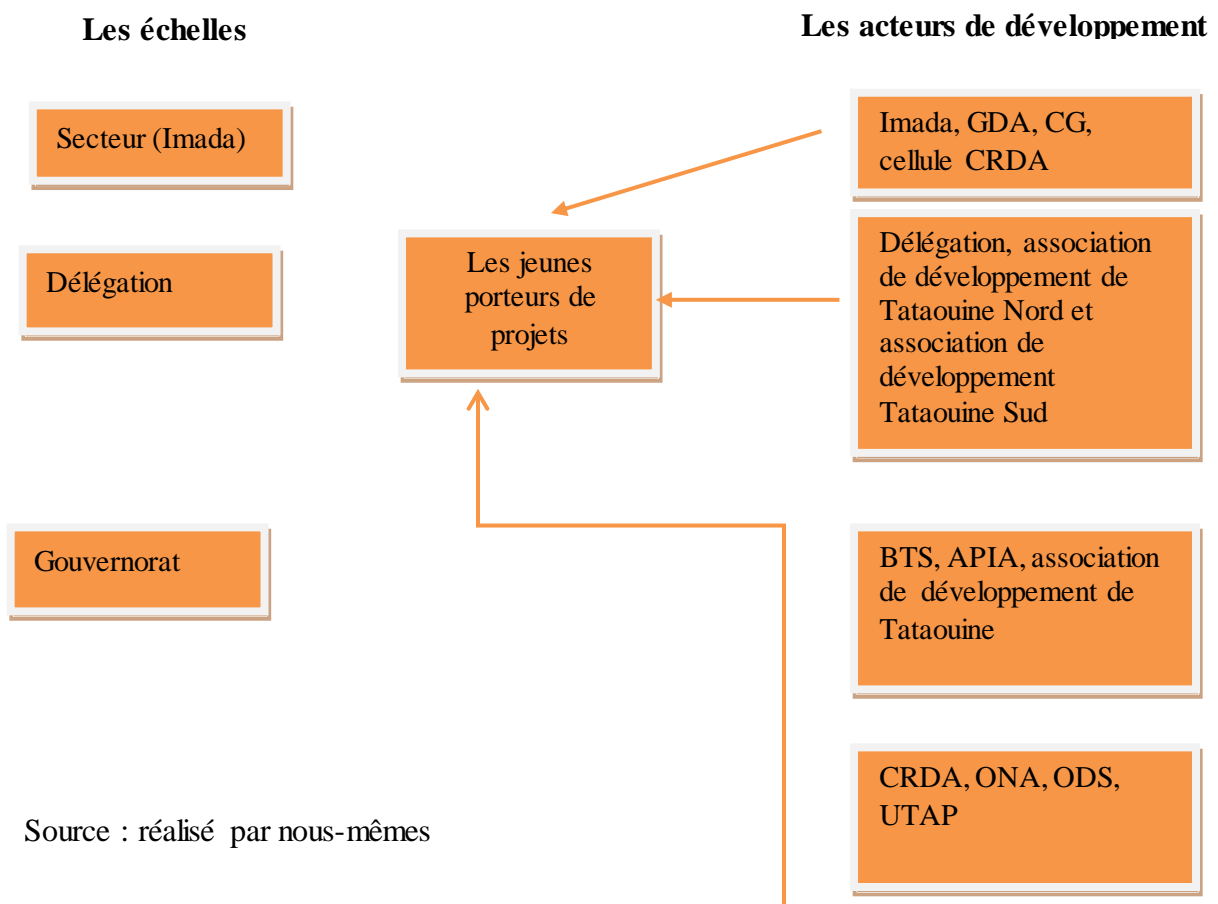 Les échelles
Les acteurs de développement
Secteur (Imada)
Imada, GDA, CG,
cellule CRDA
Délégation
Les jeunes
porteurs de
projets
Délégation, association
de développement de
Tataouine Nord et
association de
développement
Tataouine Sud
Gouvernorat
BTS, APIA, association
de développement de
Tataouine
CRDA, ONA, ODS,
UTAP
Source : réalisé par nous-mêmes